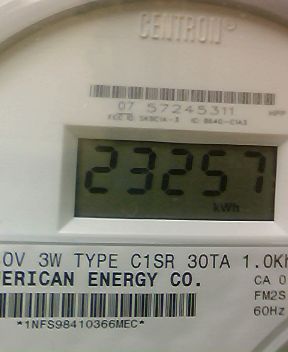 CENTRON®
07 57245311
23257
kWh
0V 3W TYPE C1SR 30TA 1.0Kh
ERICAN ENERGY CO.
CA 0
FM2S
60Hz
*1NFS98410366MEC*